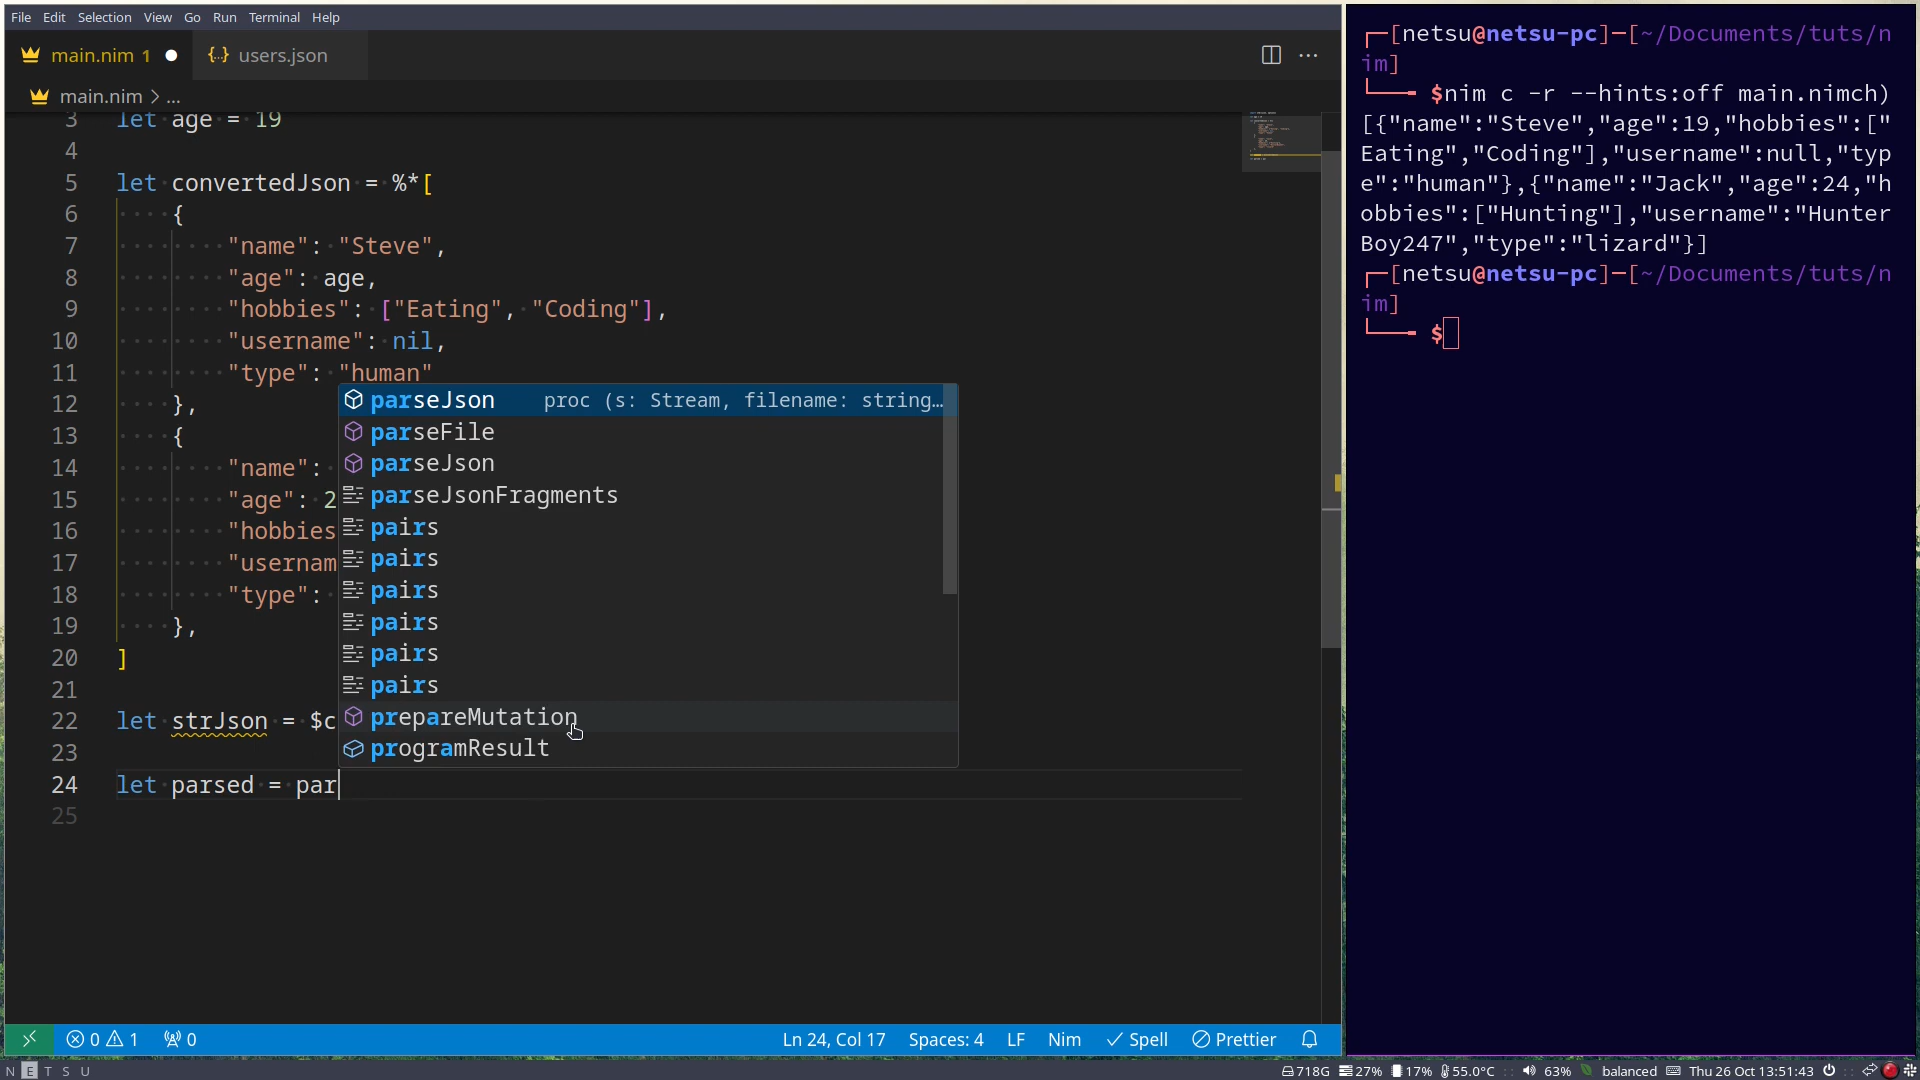 File Edit Selection View Go Run Terminal Help
main.nim 1
users.json
main.nim > ...
3 let age = 19
4
5 let convertedJson = %*[
6 {
7 "name": "Steve",
8 "age": age,
9 "hobbies": ["Eating", "Coding"],
10 "username": nil,
11 "type": "human"
12 },
13 {
14 "name":
15 "age": 2
16 "hobbies
17 "usernam
18 "type":
19 },
20 ]
21
22 let strJson = $c
23
24 let parsed = par
25
parseJson proc (s: Stream, filename: string…
parseFile
parseJson
parseJsonFragments
pairs
pairs
pairs
pairs
pairs
pairs
prepareMutation
programResult
0 1 0
Ln 24, Col 17 Spaces: 4 LF Nim Spell Prettier
[netsu@netsu-pc]─[~/Documents/tuts/n
im]
$nim c -r --hints:off main.nimch)
[{"name":"Steve","age":19,"hobbies":["
Eating","Coding"],"username":null,"typ
e":"human"},{"name":"Jack","age":24,"h
obbies":["Hunting"],"username":"Hunter
Boy247","type":"lizard"}]
[netsu@netsu-pc]─[~/Documents/tuts/n
im]
$
N E T S U
718G 27% 17% 55.0°C :: 63% balanced Thu 26 Oct 13:51:43 ::